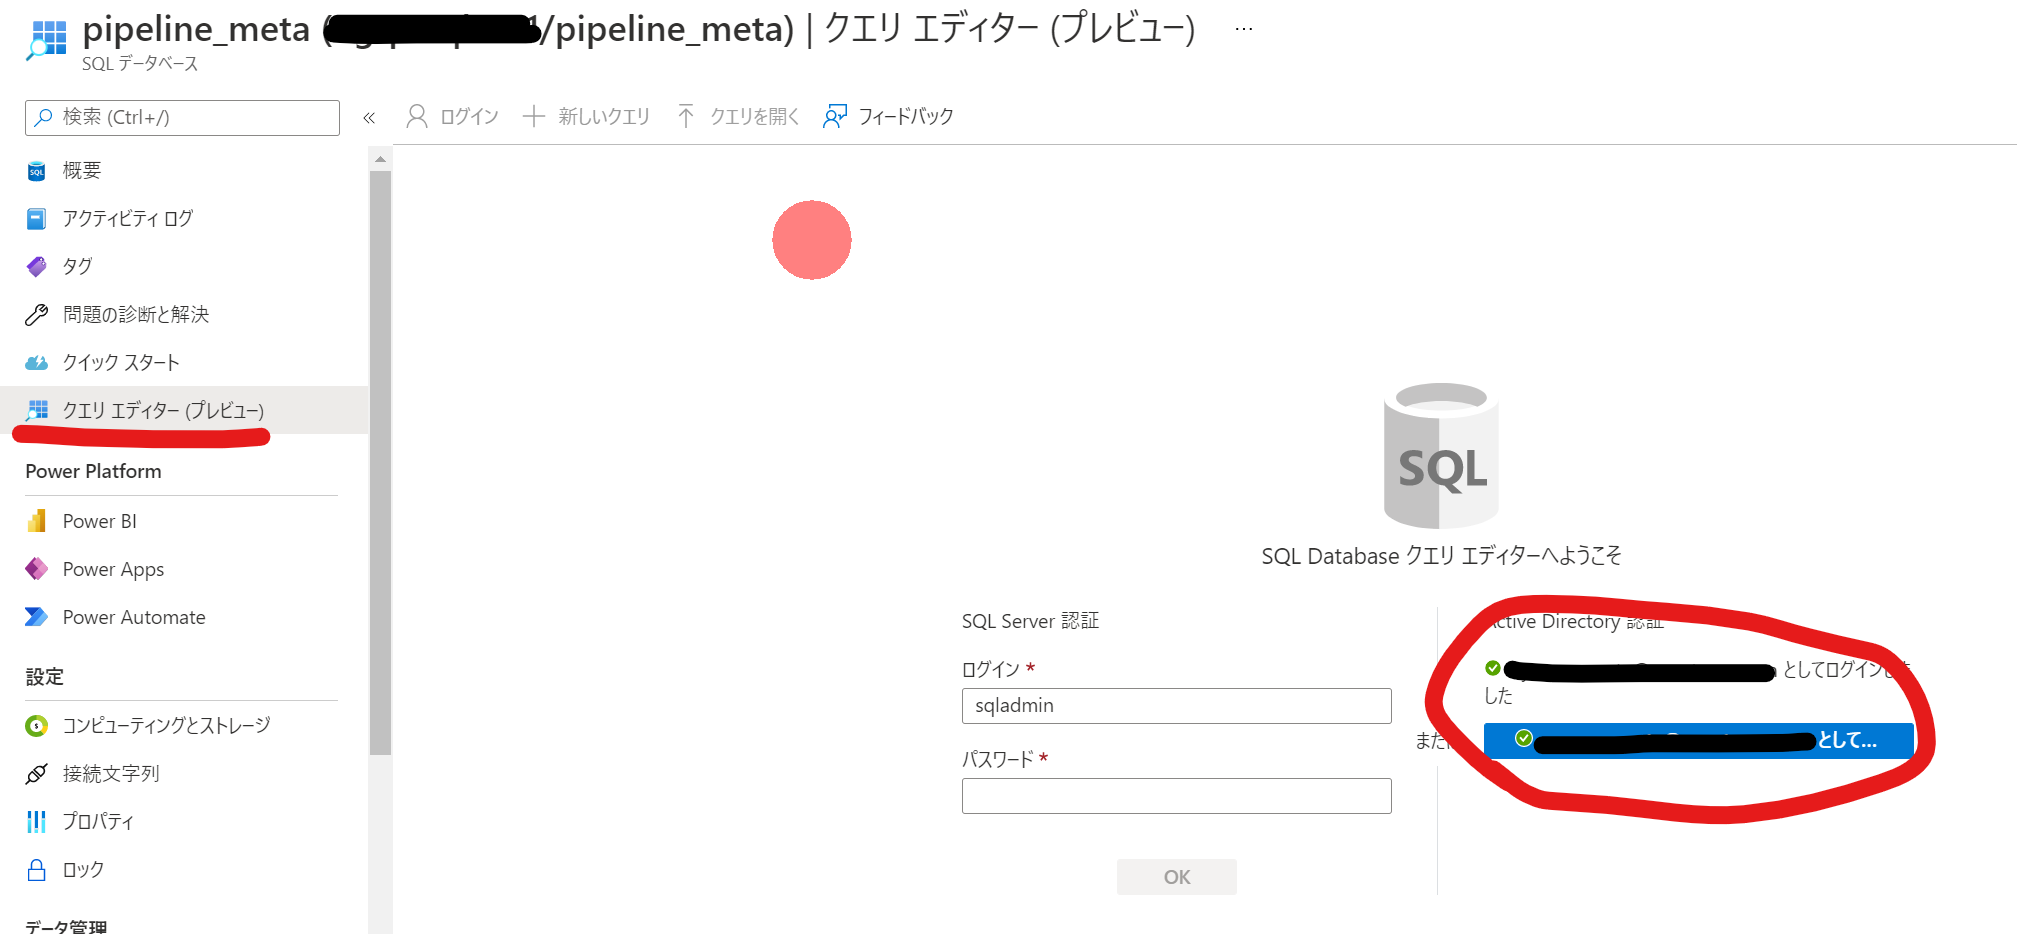 pipeline_meta (/pipeline_meta) | クエリ エディター (プレビュー) …
SQL データベース
検索 (Ctrl+/)
«
ログイン
新しいクエリ
クエリを開く
フィードバック
概要
アクティビティ ログ
タグ
問題の診断と解決
クイック スタート
クエリ エディター (プレビュー)
Power Platform
Power BI
Power Apps
Power Automate
設定
コンピューティングとストレージ
接続文字列
プロパティ
ロック
データ管理
SQL
SQL Database クエリ エディターへようこそ
SQL Server 認証
ログイン *
sqladmin
パスワード *
OK
または
Active Directory 認証
としてログインしま
した
として...